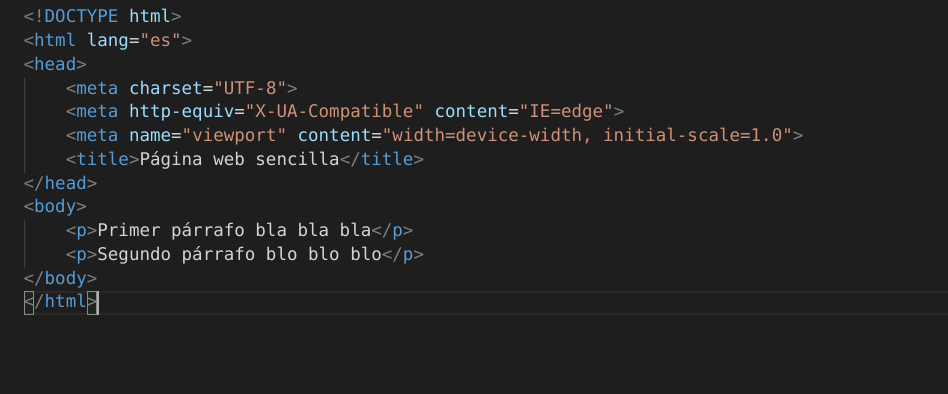 <!DOCTYPE html>
<html lang="es">
<head>
    <meta charset="UTF-8">
    <meta http-equiv="X-UA-Compatible" content="IE=edge">
    <meta name="viewport" content="width=device-width, initial-scale=1.0">
    <title>Página web sencilla</title>
</head>
<body>
    <p>Primer párrafo bla bla bla</p>
    <p>Segundo párrafo blo blo blo</p>
</body>
</html>